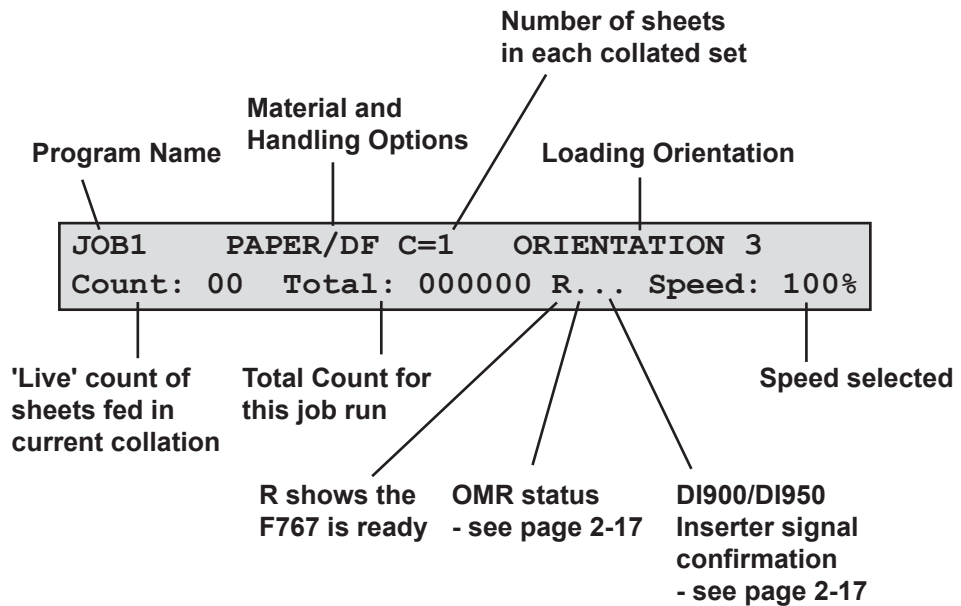 Number of sheets
in each collated set
Material and
Handling Options
Program Name
Loading Orientation
JOB1 PAPER/DF C=1 ORIENTATION 3
Count: 00 Total: 000000 R... Speed: 100%
'Live' count of
sheets fed in
current collation
Total Count for
this job run
Speed selected
R shows the
F767 is ready
OMR status
- see page 2-17
DI900/DI950
Inserter signal
confirmation
- see page 2-17